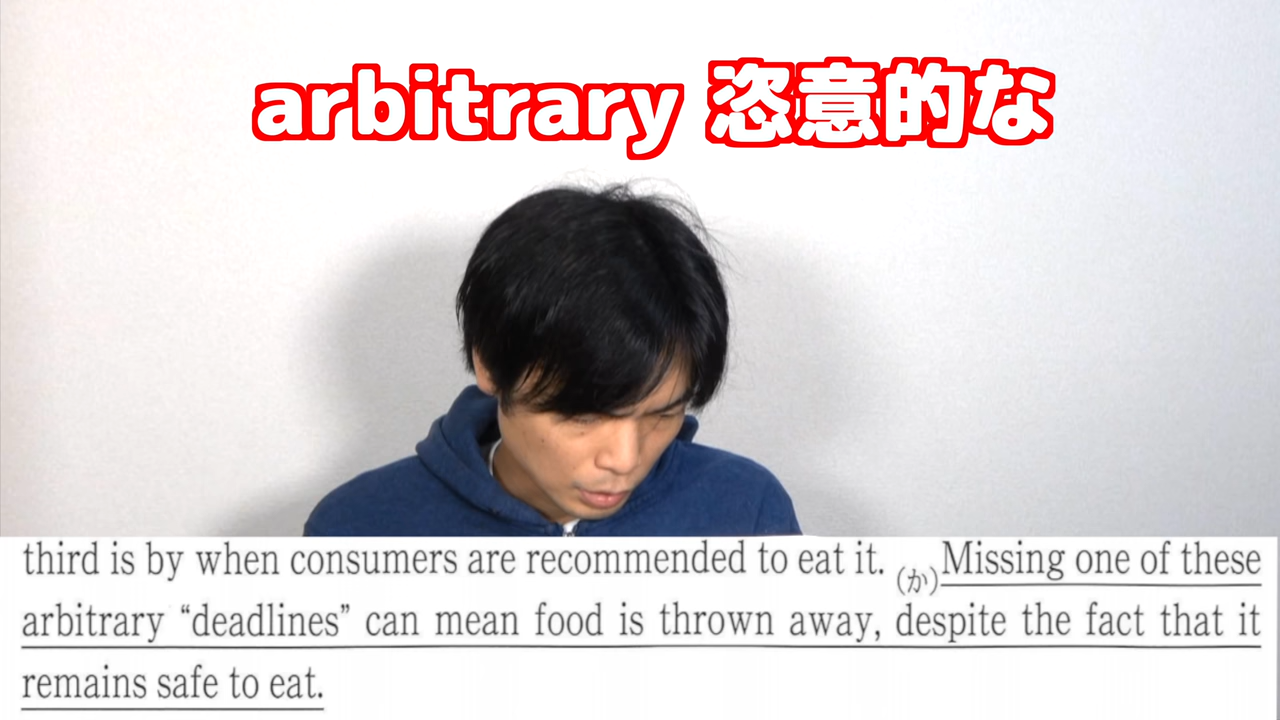 arbitrary 恣意的な
third is by when consumers are recommended to eat it. (か)Missing one of these
arbitrary “deadlines” can mean food is thrown away, despite the fact that it
remains safe to eat.